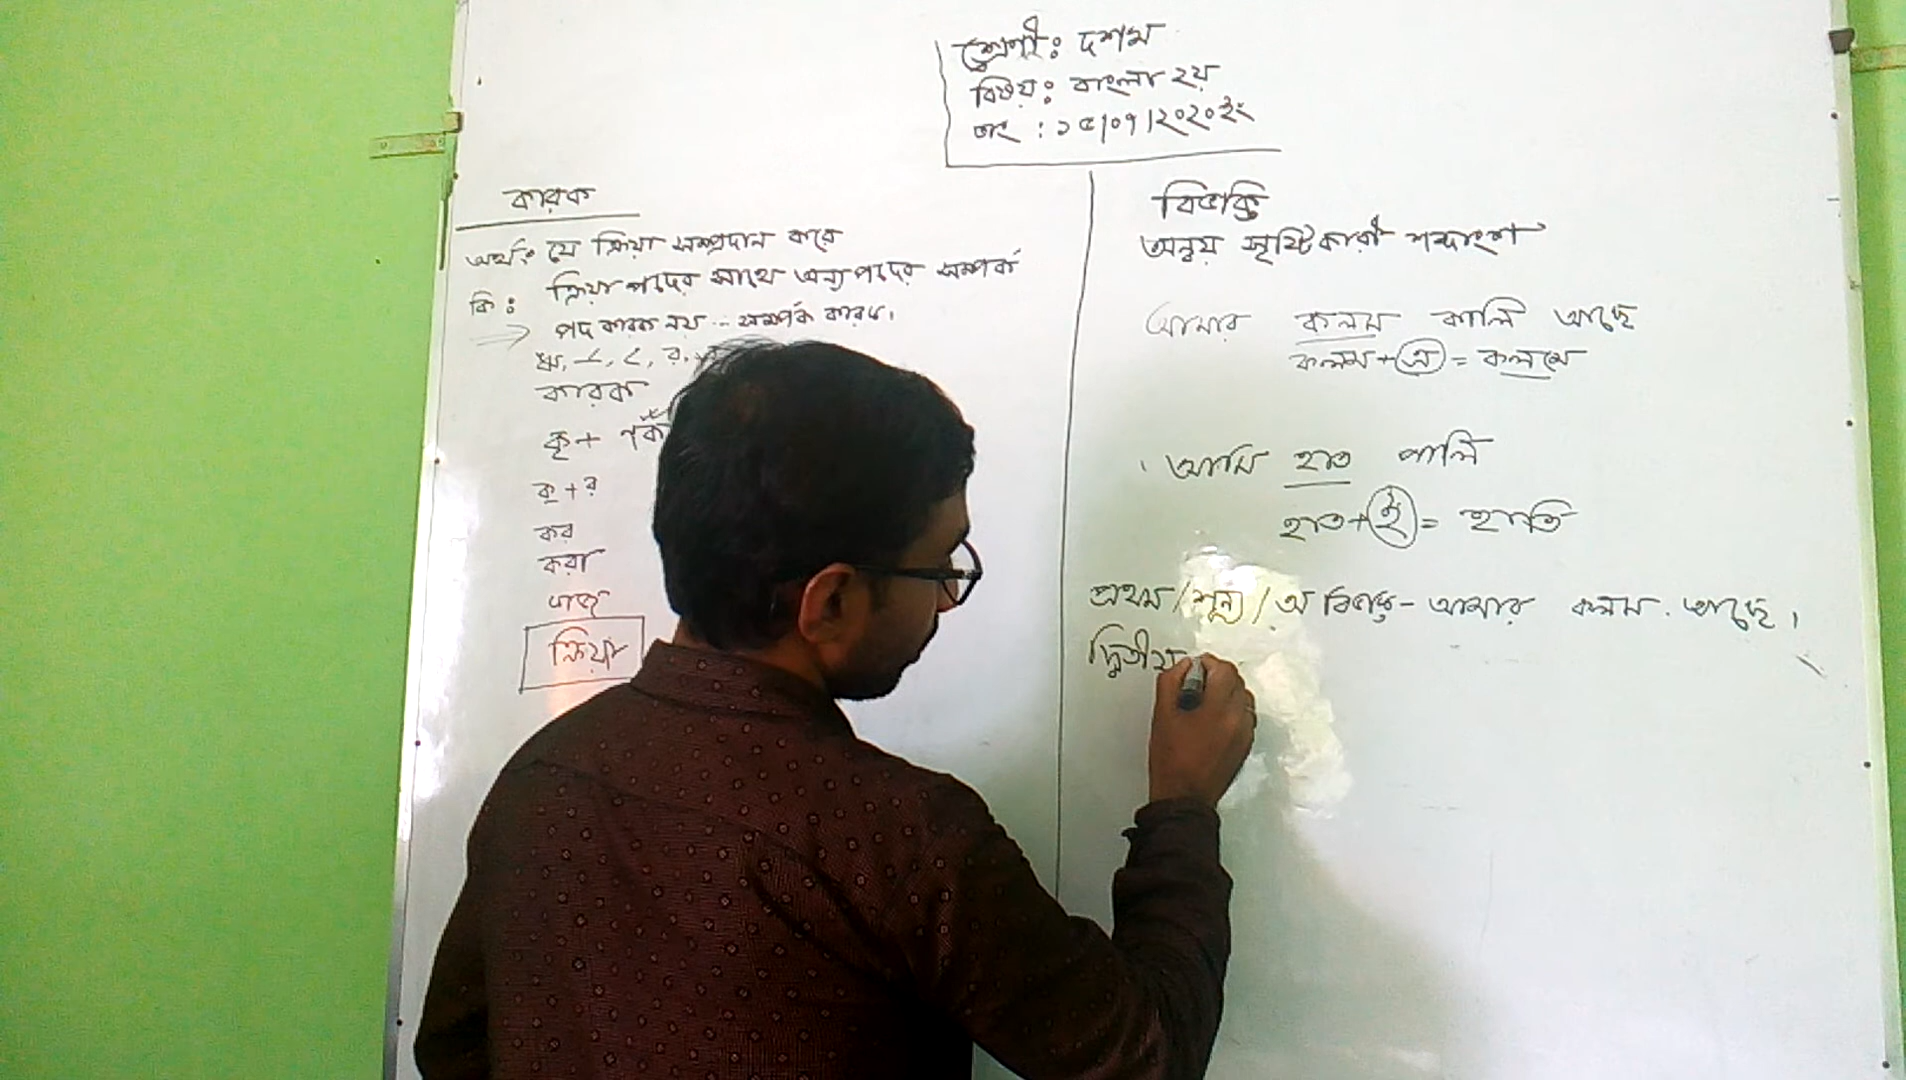 শ্রেণী: দশম
বিষয়: বাংলা ২য়
তাং : ১৫/০৭/২০২০ইং
কারক
অর্থ: যে ক্রিয়া সম্প্রদান করে
কি: ক্রিয়া পদের সাথে অন্যপদের সম্পর্ক
পদ কারক নয় - সম্পর্ক কারক।
ঋ,
কারক
কৃ +
ক্ + র
কর
করা
কাজ
ক্রিয়া
বিভক্তি
অন্বয় সৃষ্টিকারী শব্দাংশ
আমার কলম কালি আছে
কলম + এ = কলমে
আমি হাত পালি
হাত + ই = হাতি
প্রথমা / শূন্য / অ বিভক্তি - আমার কলম আছে।
দ্বিতীয়